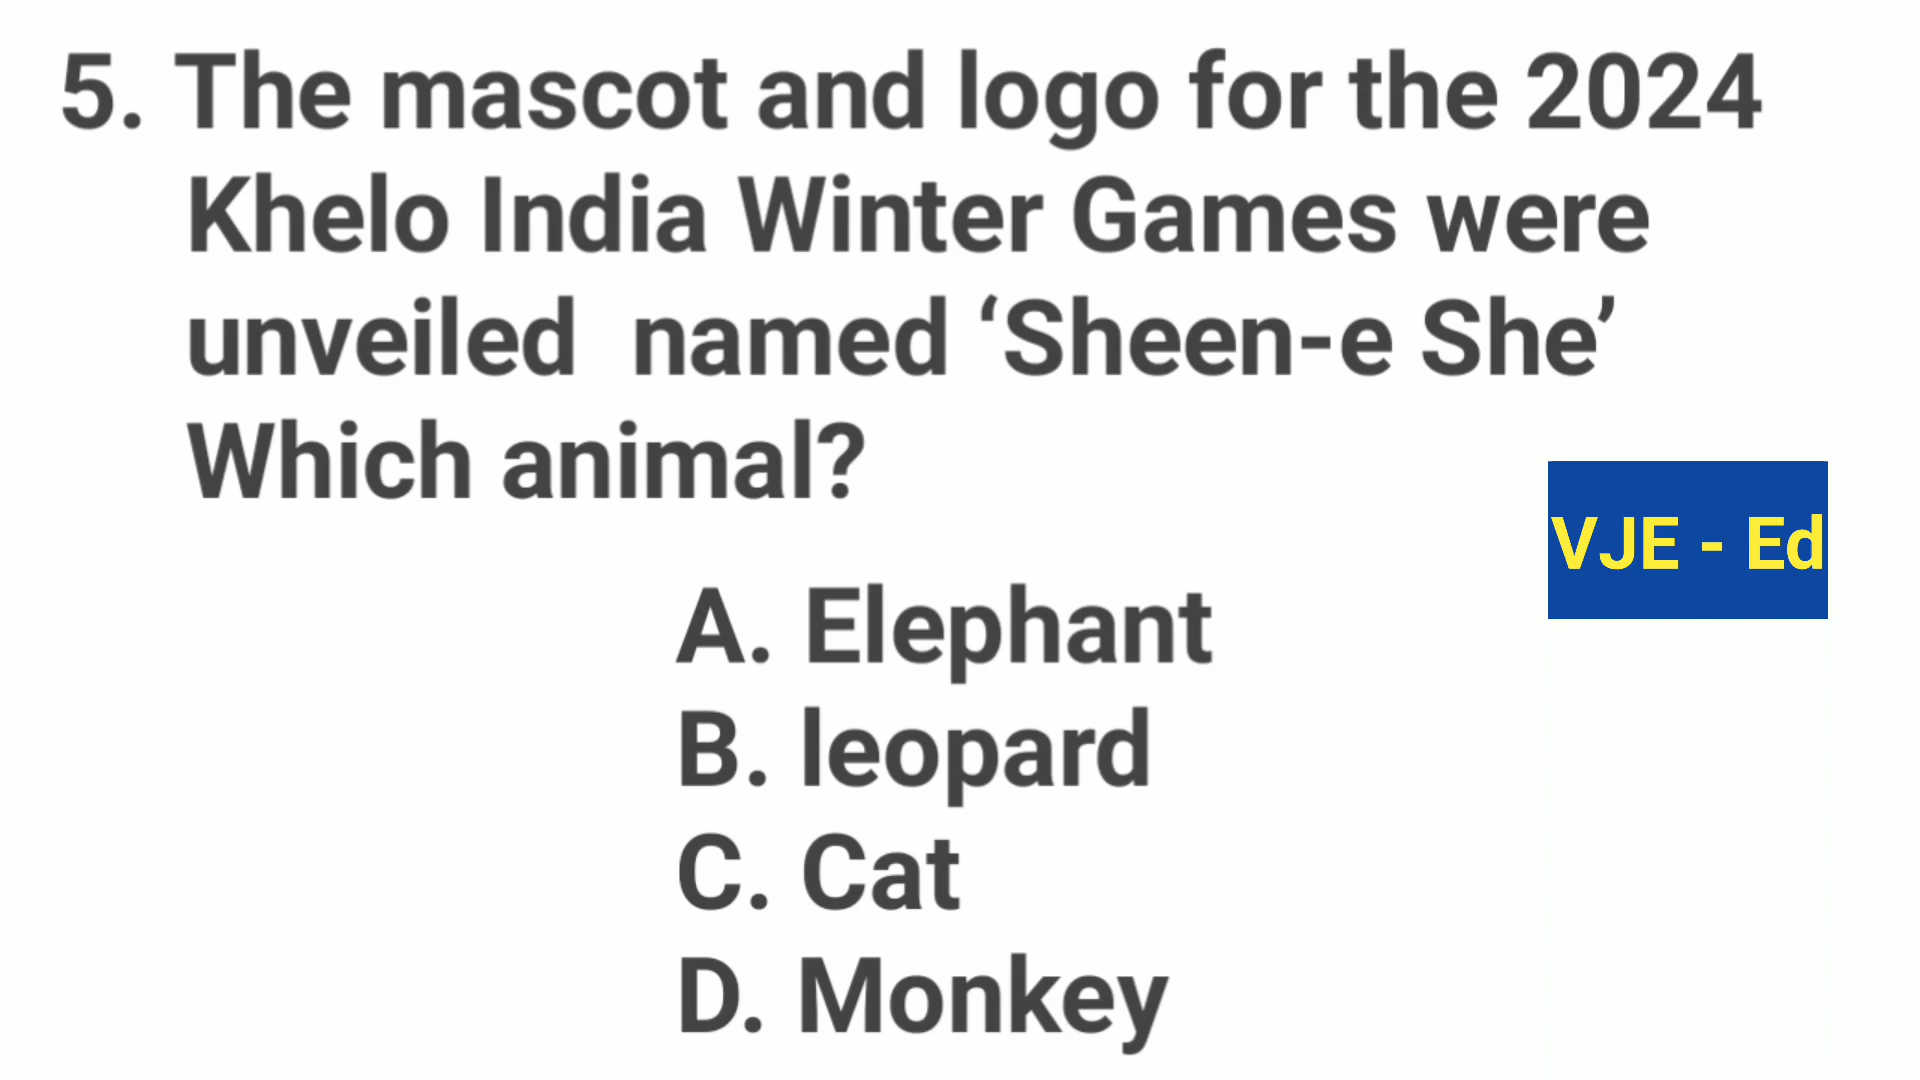 5. The mascot and logo for the 2024
Khelo India Winter Games were
unveiled named ‘Sheen-e She’
Which animal?
VJE - Ed
A. Elephant
B. leopard
C. Cat
D. Monkey